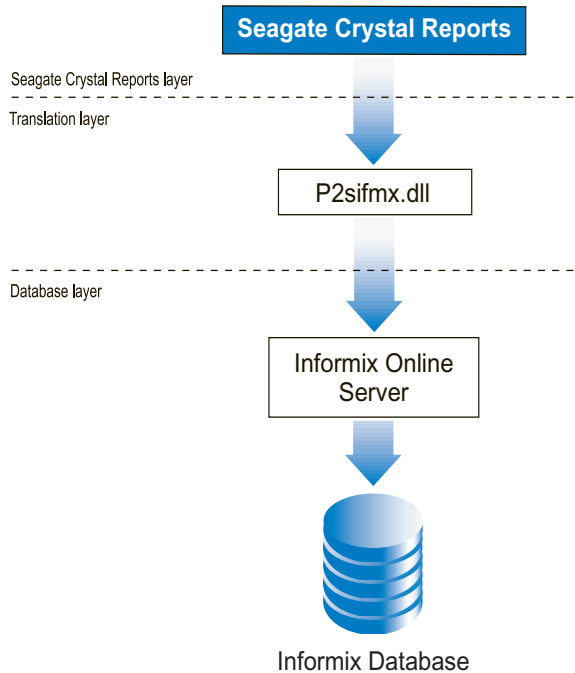 Seagate Crystal Reports
Seagate Crystal Reports layer
Translation layer
P2sifmx.dll
Database layer
Informix Online
Server
Informix Database